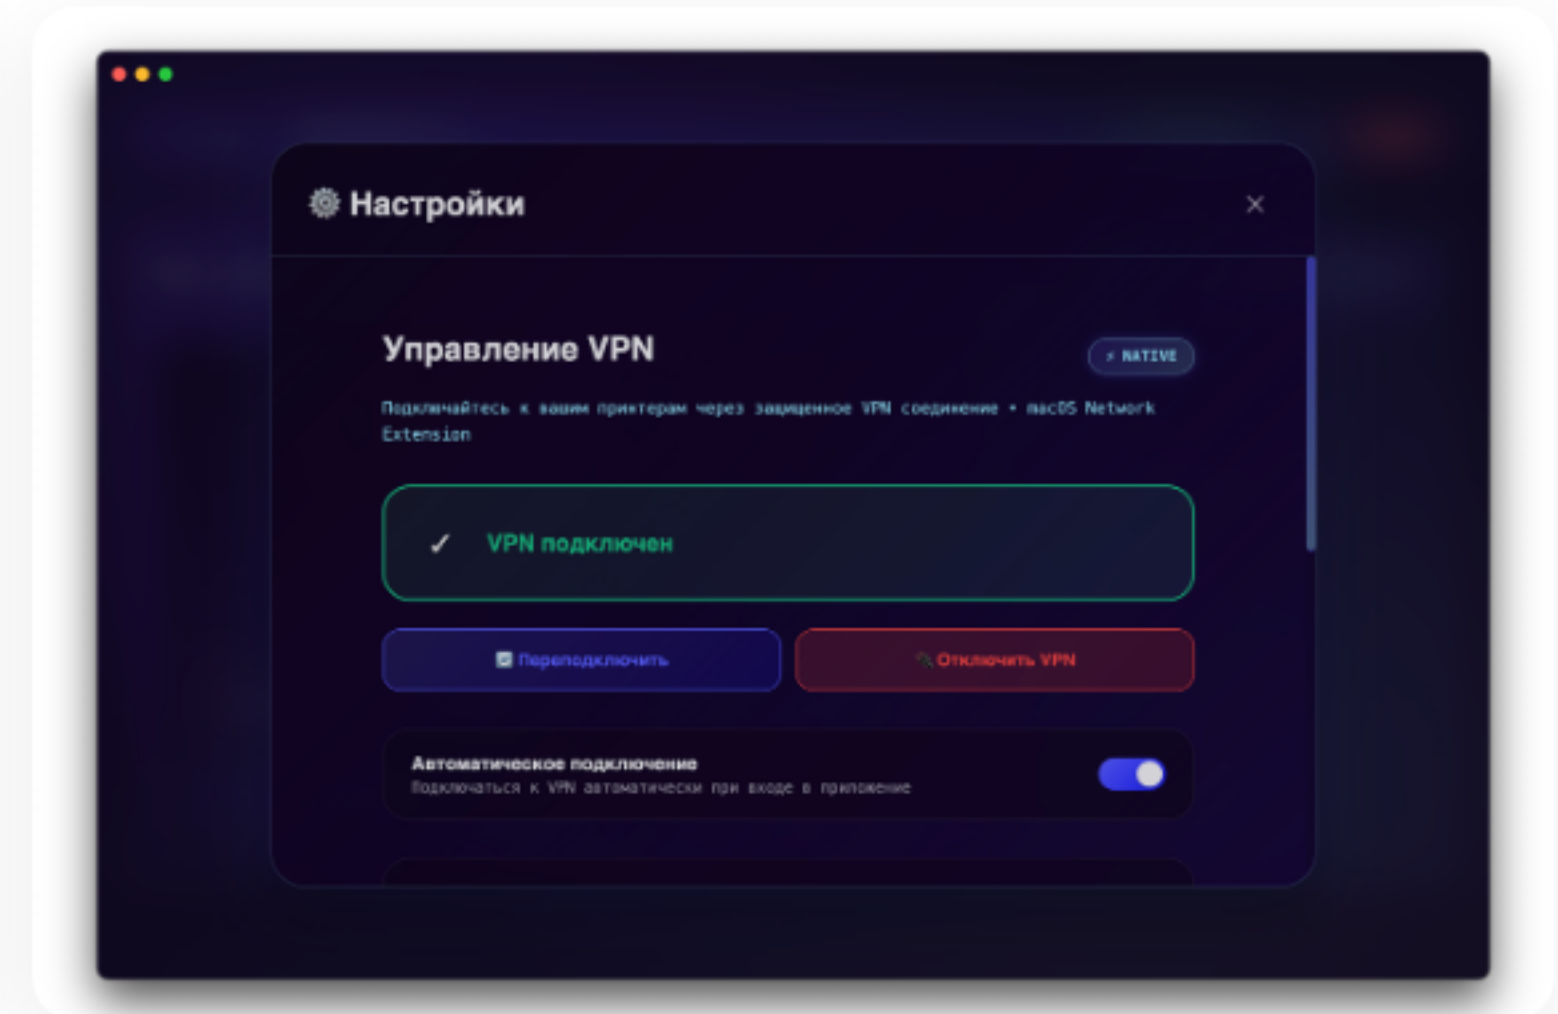 Настройки
Управление VPN
⚡ NATIVE
Подключайтесь к вашим принтерам через защищенное VPN соединение • macOS Network
Extension
✓ VPN подключен
Переподключить
Отключить VPN
Автоматическое подключение
Подключаться к VPN автоматически при входе в приложение